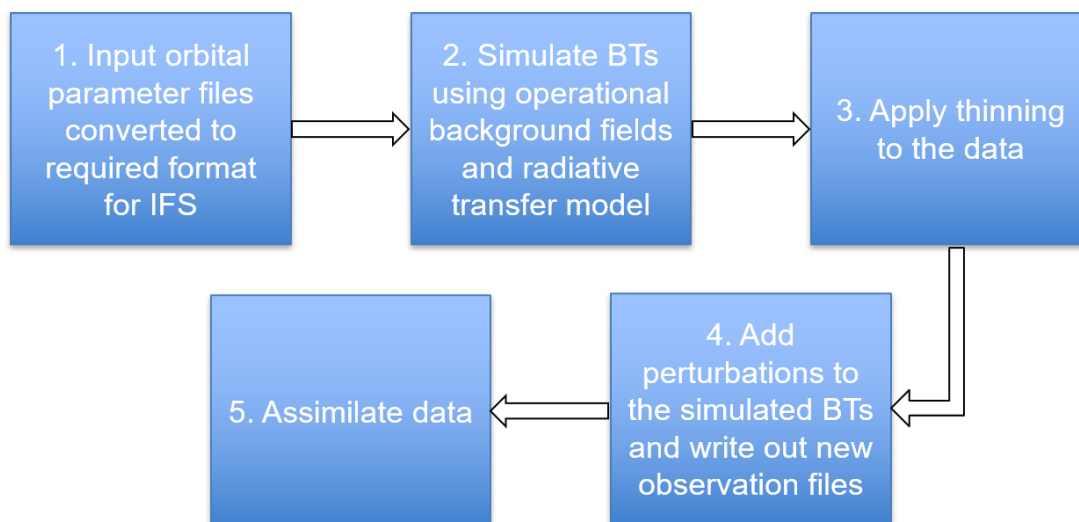 1. Input orbital
parameter files
converted to
required format
for IFS
2. Simulate BTs
using operational
background fields
and radiative
transfer model
3. Apply thinning
to the data
4. Add
perturbations to
the simulated BTs
and write out new
observation files
5. Assimilate data